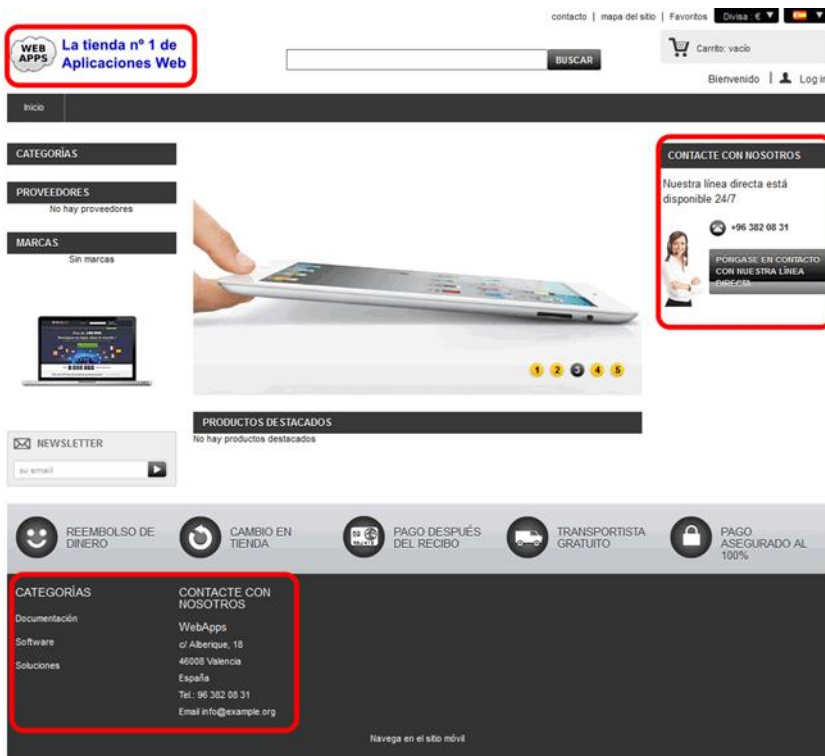 contacto | mapa del sitio | Favoritos Divisa : € ▼
WEB APPS
La tienda nº 1 de
Aplicaciones Web
BUSCAR
Carrito: vacío
Bienvenido | Log in
Inicio
CATEGORÍAS
PROVEEDORES
No hay proveedores
MARCAS
Sin marcas
NEWSLETTER
su email
1 2 3 4 5
PRODUCTOS DESTACADOS
No hay productos destacados
CONTACTE CON NOSOTROS
Nuestra línea directa está
disponible 24/7
+96 382 08 31
PÓNGASE EN CONTACTO
CON NUESTRA LÍNEA
DIRECTA
REEMBOLSO DE
DINERO
CAMBIO EN
TIENDA
PAGO DESPUÉS
DEL RECIBO
TRANSPORTISTA
GRATUITO
PAGO
ASEGURADO AL
100%
CATEGORÍAS
Documentación
Software
Soluciones
CONTACTE CON
NOSOTROS
WebApps
c/ Alberique, 18
46008 Valencia
España
Tel.: 96 382 08 31
Email info@example.org
Navega en el sitio móvil